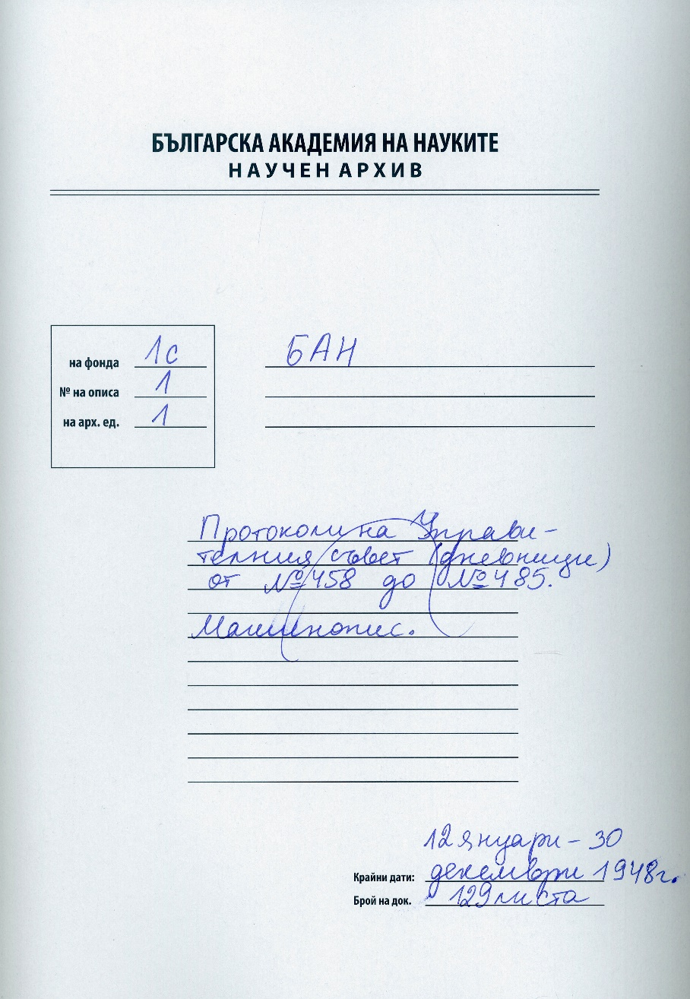 БЪЛГАРСКА АКАДЕМИЯ НА НАУКИТЕ
НАУЧЕН АРХИВ
на фонда 1с
№ на описа 1
на арх. ед. 1
БАН
Протоколи на Управи-
телния съвет (дневници)
от №458 до №485.
Машинопис.
12 януари - 30
Крайни дати: декември 1948г.
Брой на док. 129 листа